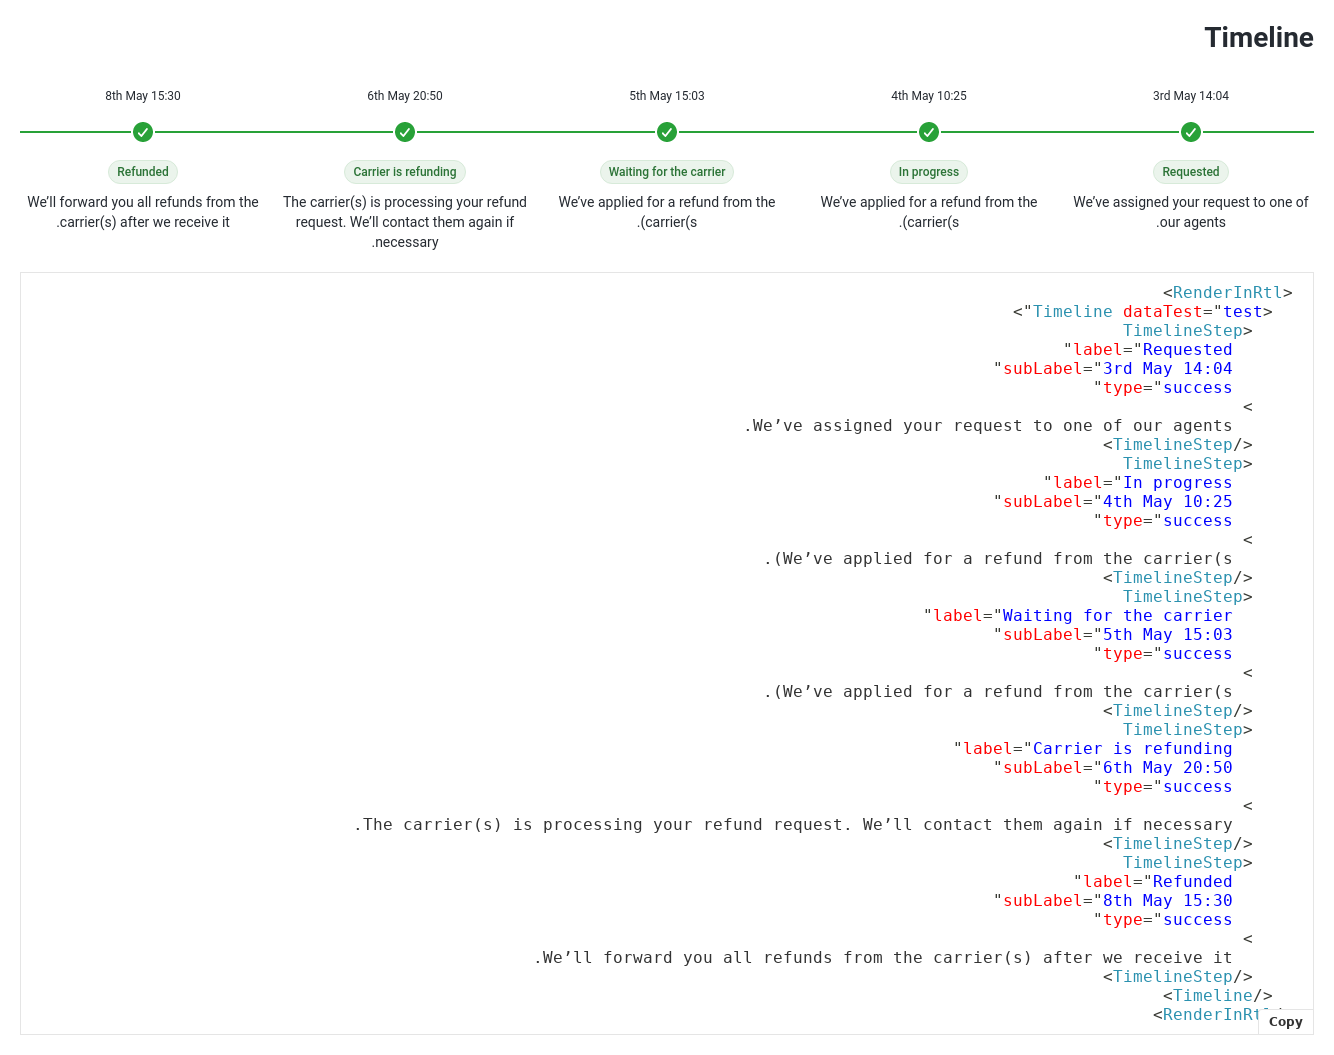 Timeline
3rd May 14:04
Requested
We’ve assigned your request to one of
.our agents
4th May 10:25
In progress
We’ve applied for a refund from the
.(carrier(s
5th May 15:03
Waiting for the carrier
We’ve applied for a refund from the
.(carrier(s
6th May 20:50
Carrier is refunding
The carrier(s) is processing your refund
request. We’ll contact them again if
.necessary
8th May 15:30
Refunded
We’ll forward you all refunds from the
.carrier(s) after we receive it
<RenderInRtl>
<"Timeline dataTest="test>
TimelineStep>
"label="Requested
"subLabel="3rd May 14:04
"type="success
<
.We’ve assigned your request to one of our agents
<TimelineStep/>
TimelineStep>
"label="In progress
"subLabel="4th May 10:25
"type="success
<
.(We’ve applied for a refund from the carrier(s
<TimelineStep/>
TimelineStep>
"label="Waiting for the carrier
"subLabel="5th May 15:03
"type="success
<
.(We’ve applied for a refund from the carrier(s
<TimelineStep/>
TimelineStep>
"label="Carrier is refunding
"subLabel="6th May 20:50
"type="success
<
.The carrier(s) is processing your refund request. We’ll contact them again if necessary
<TimelineStep/>
TimelineStep>
"label="Refunded
"subLabel="8th May 15:30
"type="success
<
.We’ll forward you all refunds from the carrier(s) after we receive it
<TimelineStep/>
<Timeline/>
<RenderInRtl
Copy